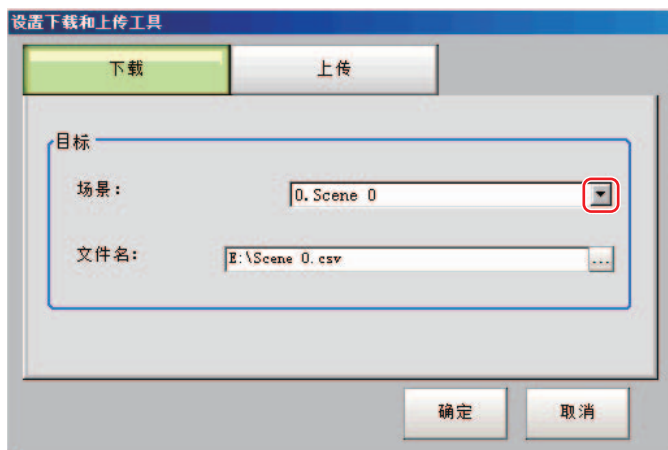 设置下载和上传工具
下载
上传
目标
场景:
0.Scene 0
文件名:
E:\Scene 0.csv
...
确定
取消